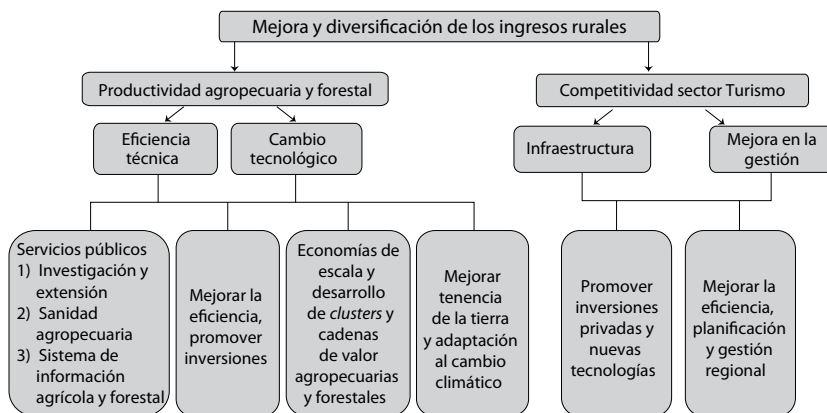 Mejora y diversificación de los ingresos rurales
Productividad agropecuaria y forestal
Competitividad sector Turismo
Eficiencia
técnica
Cambio
tecnológico
Infraestructura
Mejora en la
gestión
Servicios públicos
1) Investigación y
extensión
2) Sanidad
agropecuaria
3) Sistema de
información
agrícola y forestal
Mejorar la
eficiencia,
promover
inversiones
Economías de
escala y
desarrollo
de clusters y
cadenas
de valor
agropecuarias
y forestales
Mejorar
tenencia
de la tierra
y adaptación
al cambio
climático
Promover
inversiones
privadas y
nuevas
tecnologías
Mejorar la
eficiencia,
planificación
y gestión
regional